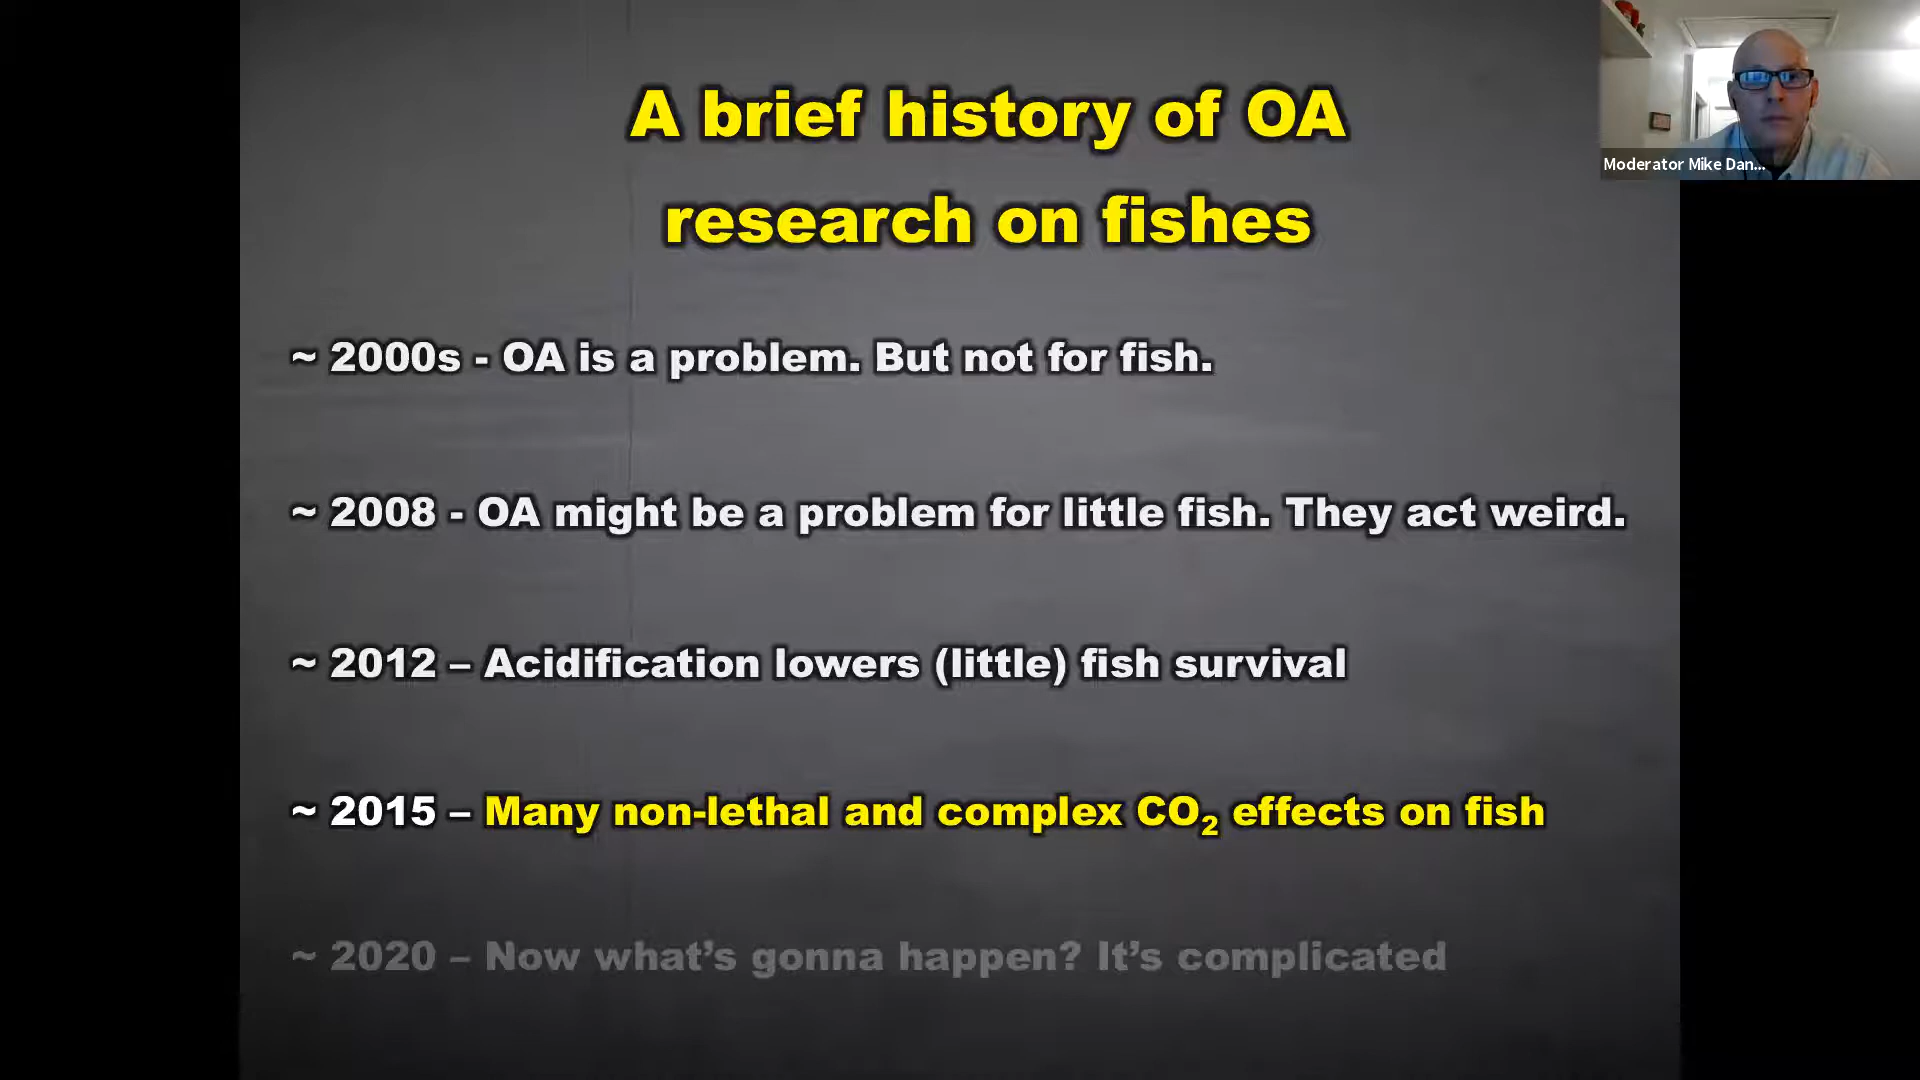 A brief history of OA
research on fishes
Moderator Mike Dan...
~ 2000s - OA is a problem. But not for fish.
~ 2008 - OA might be a problem for little fish. They act weird.
~ 2012 – Acidification lowers (little) fish survival
~ 2015 – Many non-lethal and complex CO₂ effects on fish
~ 2020 – Now what’s gonna happen? It’s complicated